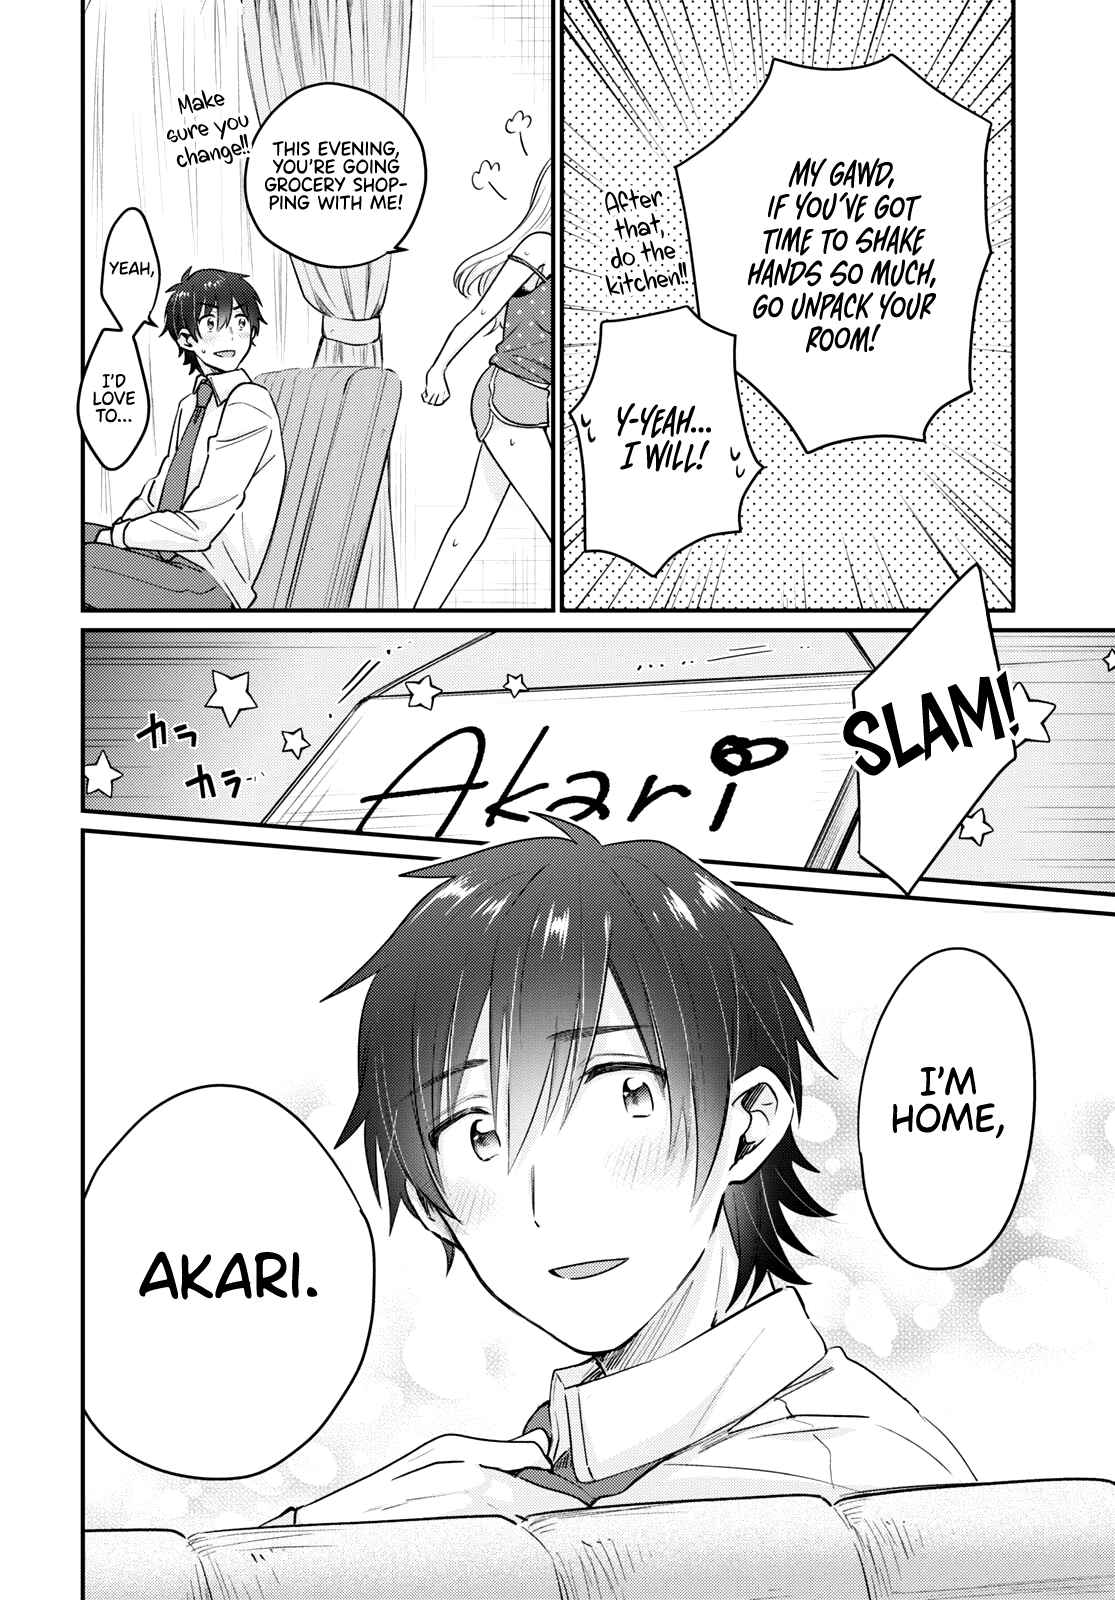 MY GAWD,
IF YOU'VE GOT
TIME TO SHAKE
HANDS SO MUCH,
GO UNPACK YOUR
ROOM!
After
that,
do the
kitchen!!
Y-YEAH...
I WILL!
THIS EVENING,
YOU'RE GOING
GROCERY SHOP-
PING WITH ME!
Make
sure you
change!!
YEAH,
I'D
LOVE
TO...
SLAM!
Akari
カラ
カラ
I'M
HOME,
AKARI.